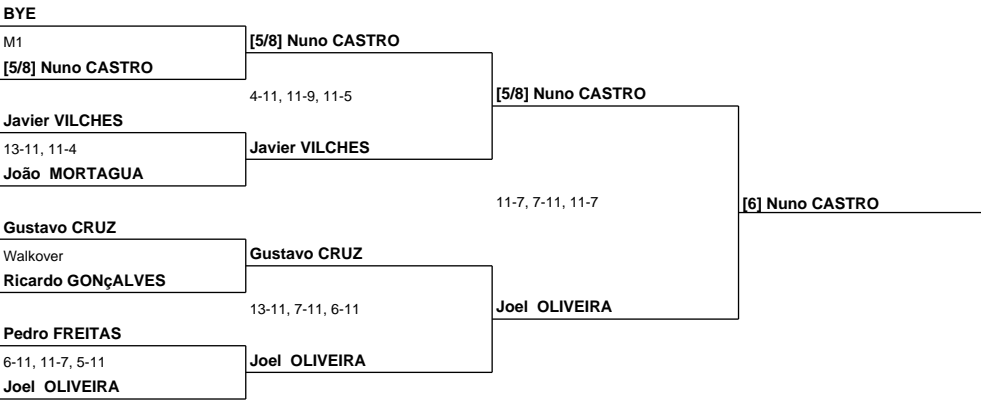 BYE
M1
[5/8] Nuno CASTRO
[5/8] Nuno CASTRO
4-11, 11-9, 11-5
[5/8] Nuno CASTRO
Javier VILCHES
13-11, 11-4
Javier VILCHES
João MORTAGUA
11-7, 7-11, 11-7
[6] Nuno CASTRO
Gustavo CRUZ
Walkover
Gustavo CRUZ
Ricardo GONçALVES
13-11, 7-11, 6-11
Joel OLIVEIRA
Pedro FREITAS
6-11, 11-7, 5-11
Joel OLIVEIRA
Joel OLIVEIRA